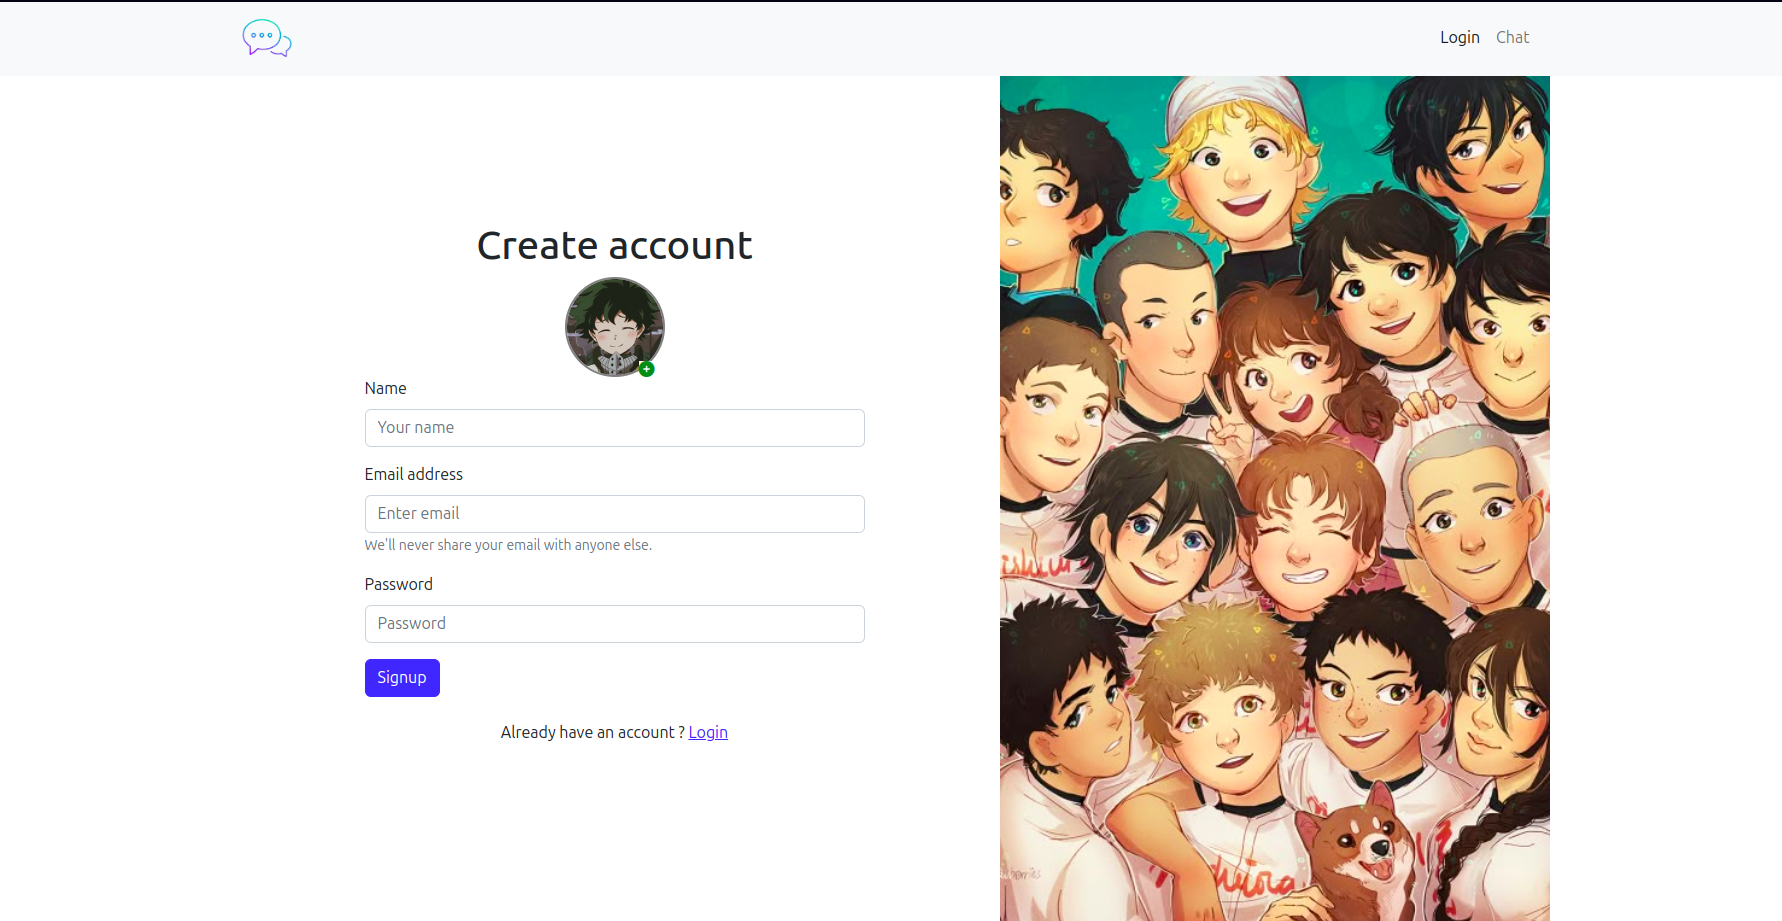 Login Chat
Create account
Name
Your name
Email address
Enter email
We'll never share your email with anyone else.
Password
Password
Signup
Already have an account ? Login